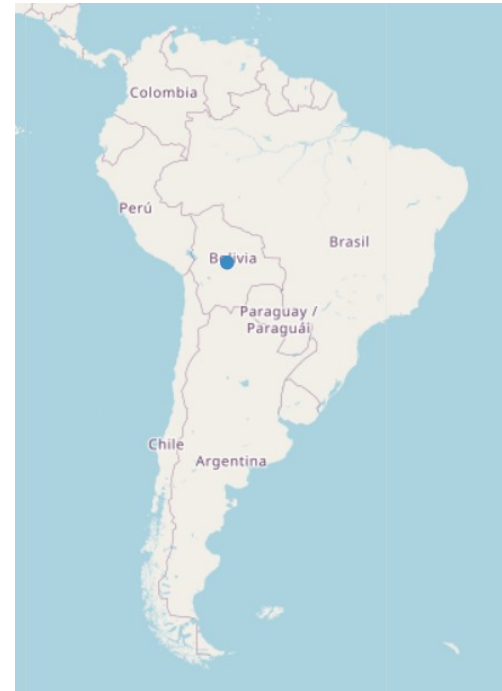 Colombia
Perú
Bolivia
Brasil
Paraguay /
Paraguái
Chile
Argentina